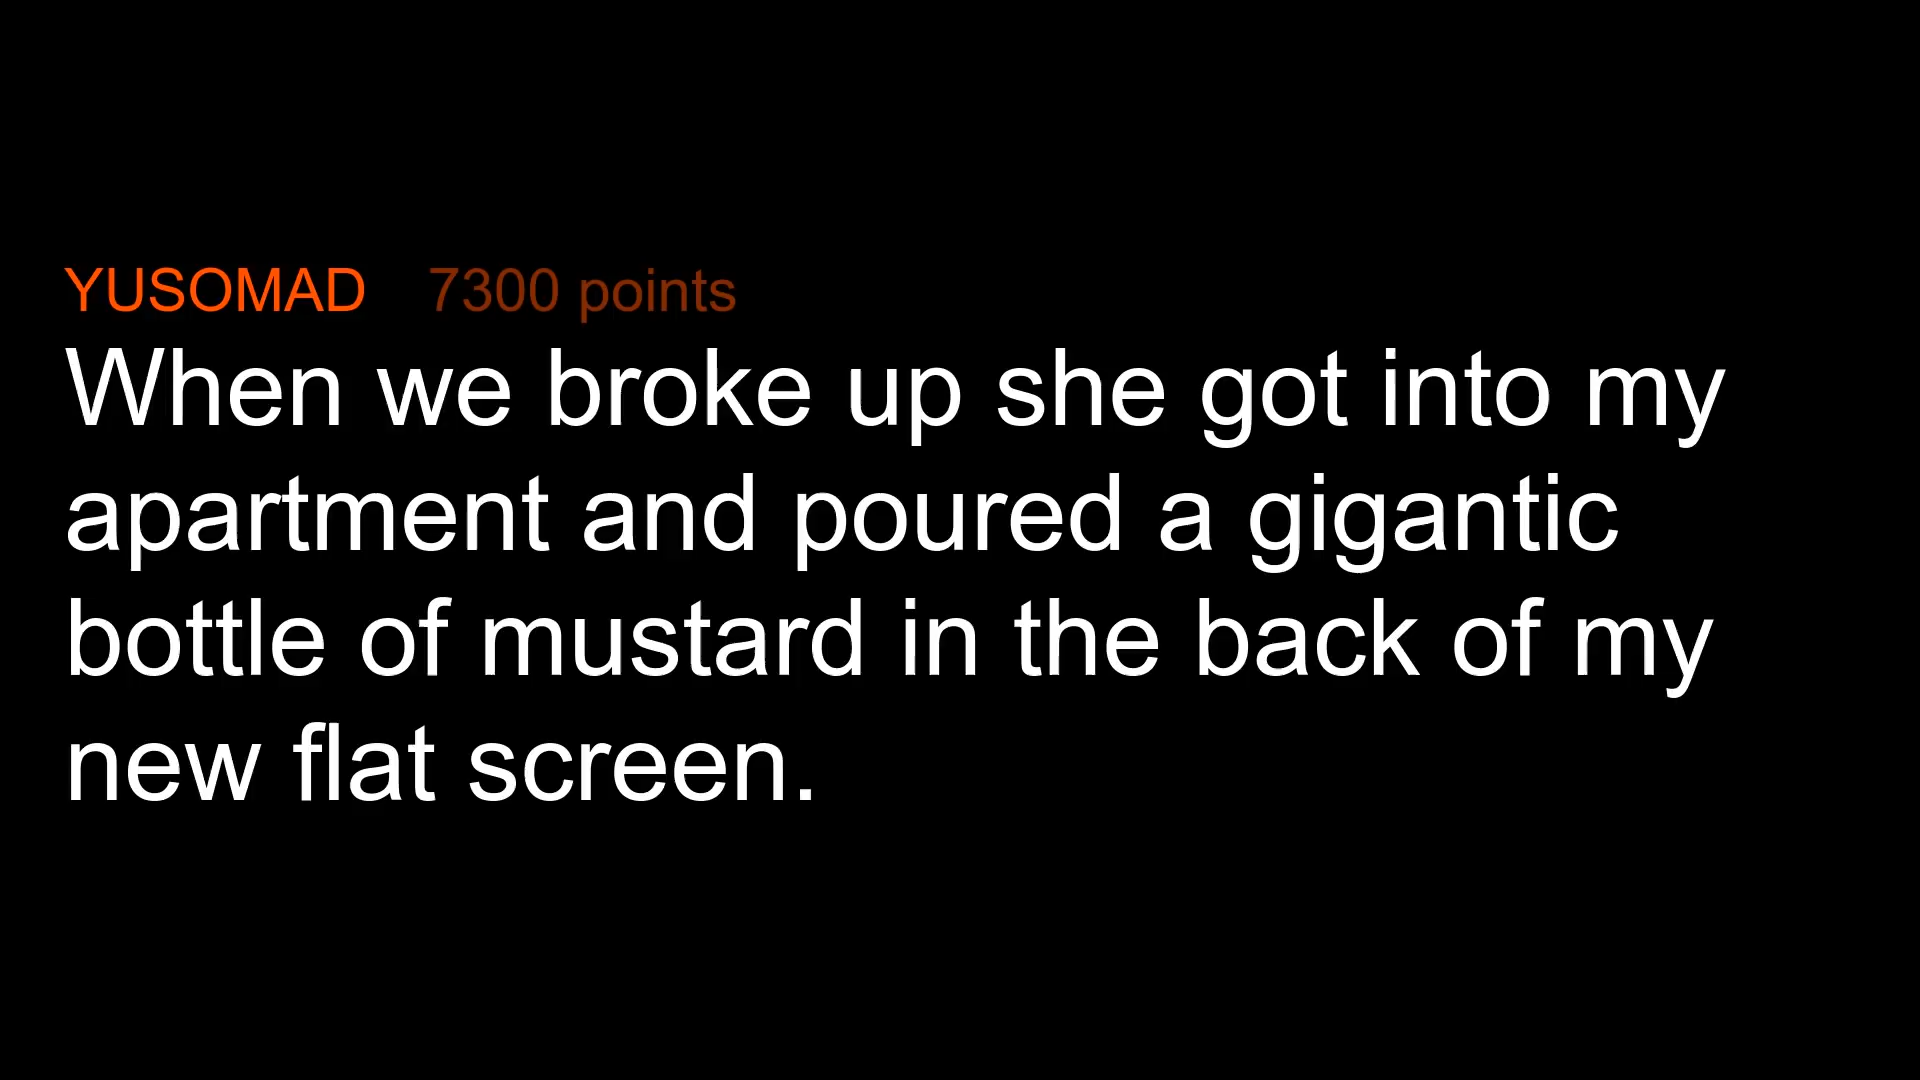 YUSOMAD 7300 points
When we broke up she got into my
apartment and poured a gigantic
bottle of mustard in the back of my
new flat screen.